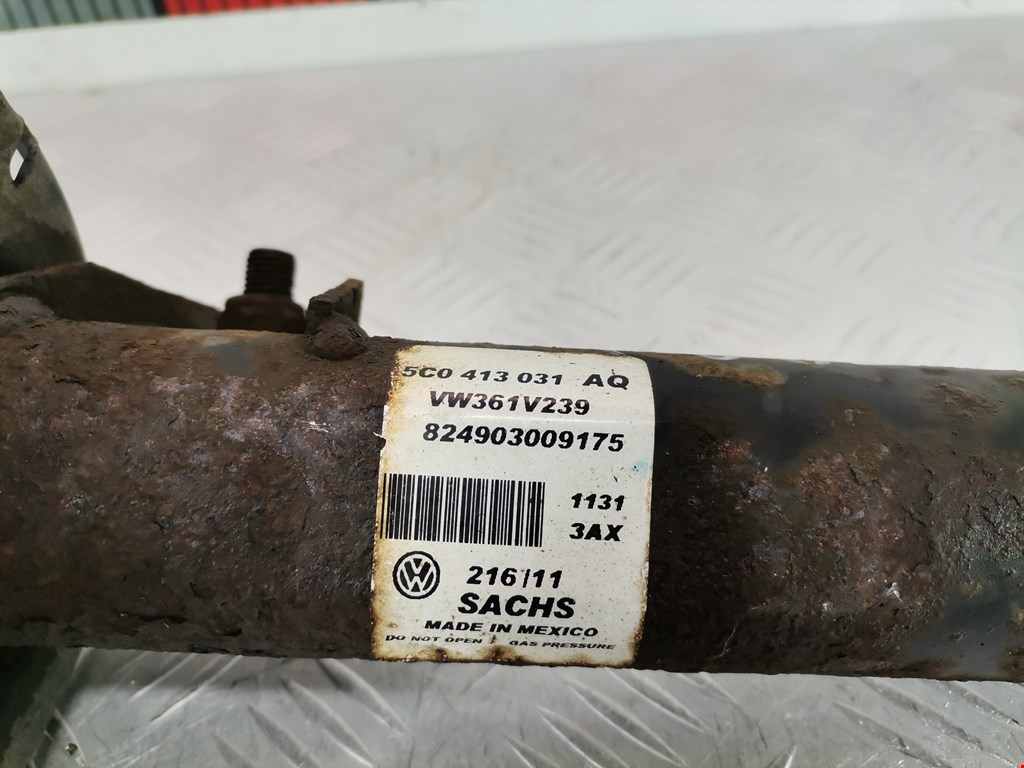 5C0 413 031 AQ
VW361V239
824903009175
1131
3AX
VW
216/11
SACHS
MADE IN MEXICO
DO NOT OPEN GAS PRESSURE